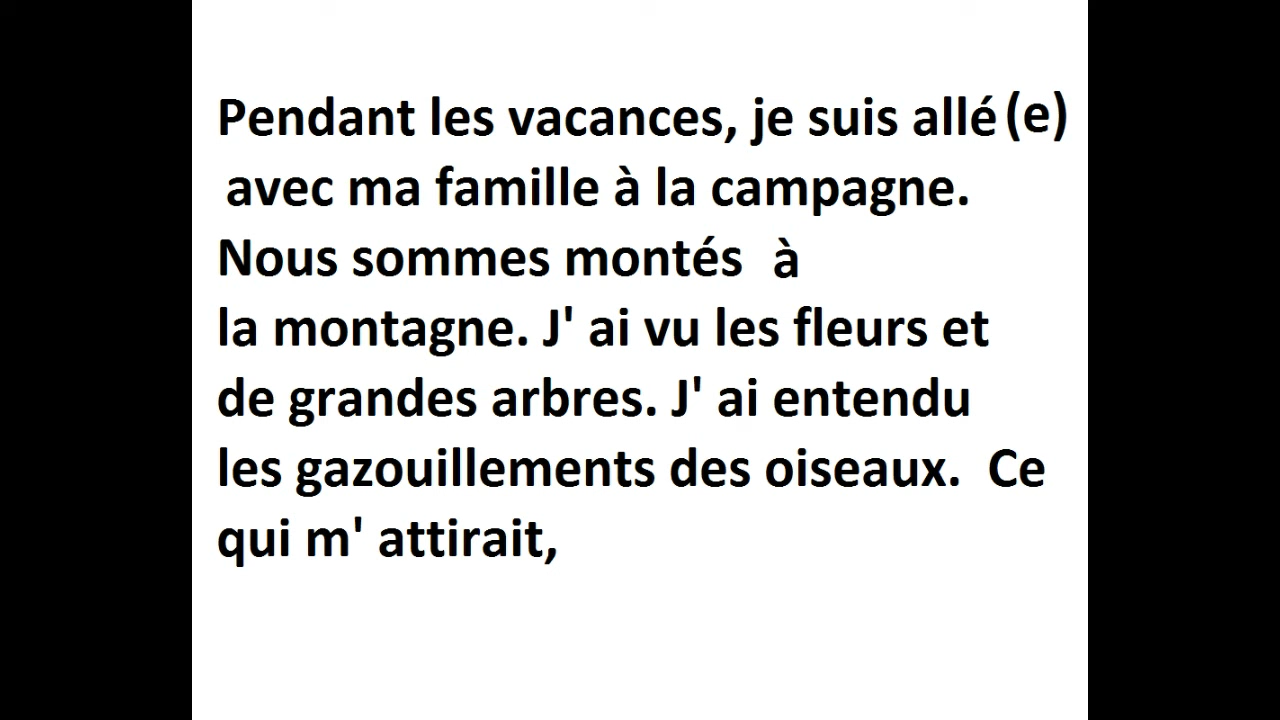 Pendant les vacances, je suis allé(e)
avec ma famille à la campagne.
Nous sommes montés à
la montagne. J' ai vu les fleurs et
de grandes arbres. J' ai entendu
les gazouillements des oiseaux. Ce
qui m' attirait,